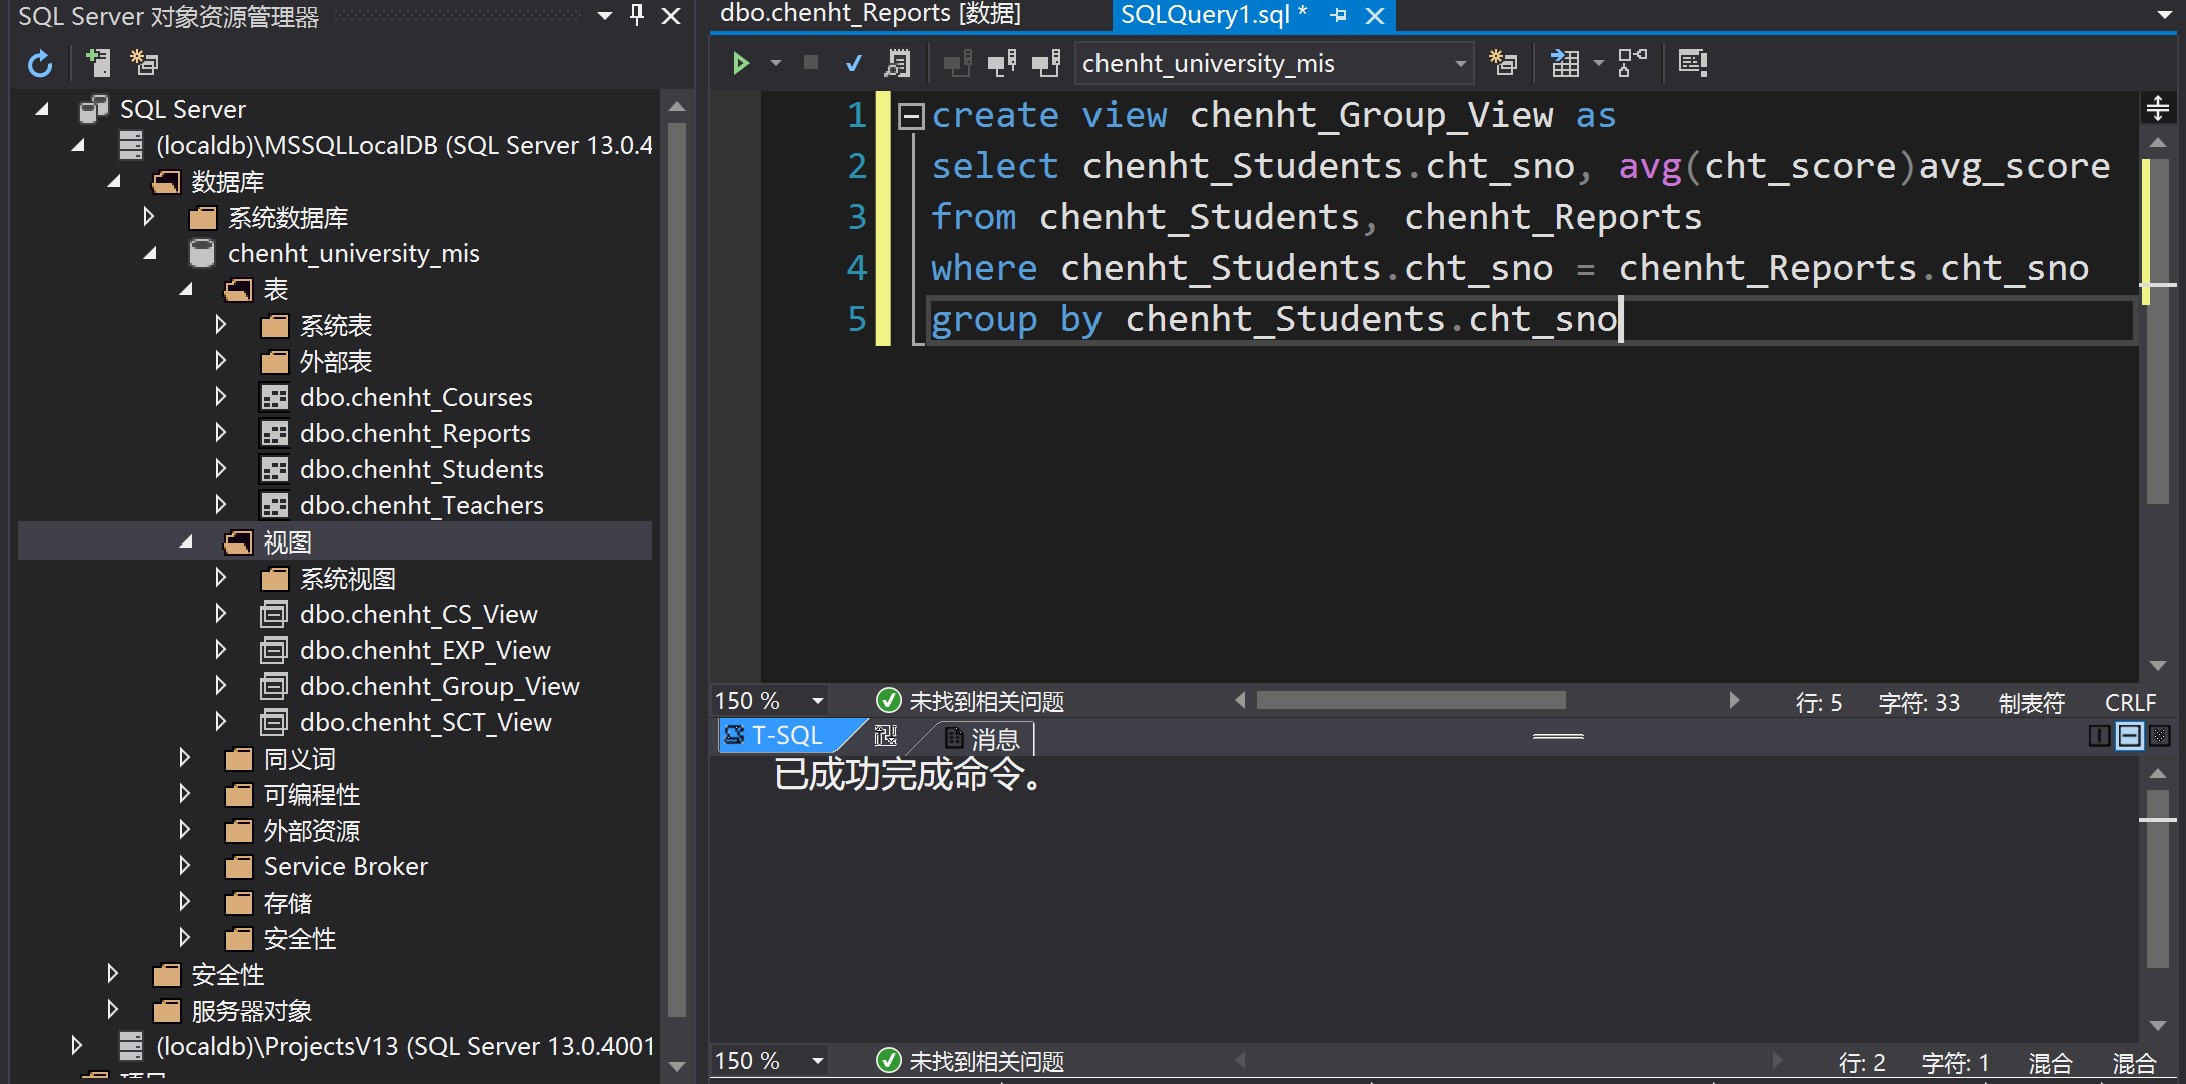 SQL Server 对象资源管理器
SQL Server
(localdb)\MSSQLLocalDB (SQL Server 13.0.4
数据库
系统数据库
chenht_university_mis
表
系统表
外部表
dbo.chenht_Courses
dbo.chenht_Reports
dbo.chenht_Students
dbo.chenht_Teachers
视图
系统视图
dbo.chenht_CS_View
dbo.chenht_EXP_View
dbo.chenht_Group_View
dbo.chenht_SCT_View
同义词
可编程性
外部资源
Service Broker
存储
安全性
安全性
服务器对象
(localdb)\ProjectsV13 (SQL Server 13.0.4001
dbo.chenht_Reports [数据]
SQLQuery1.sql *
chenht_university_mis
1 create view chenht_Group_View as
2 select chenht_Students.cht_sno, avg(cht_score)avg_score
3 from chenht_Students, chenht_Reports
4 where chenht_Students.cht_sno = chenht_Reports.cht_sno
5 group by chenht_Students.cht_sno
150 % 未找到相关问题 行: 5 字符: 33 制表符 CRLF
T-SQL 消息
已成功完成命令。
150 % 未找到相关问题 行: 2 字符: 1 混合 混合